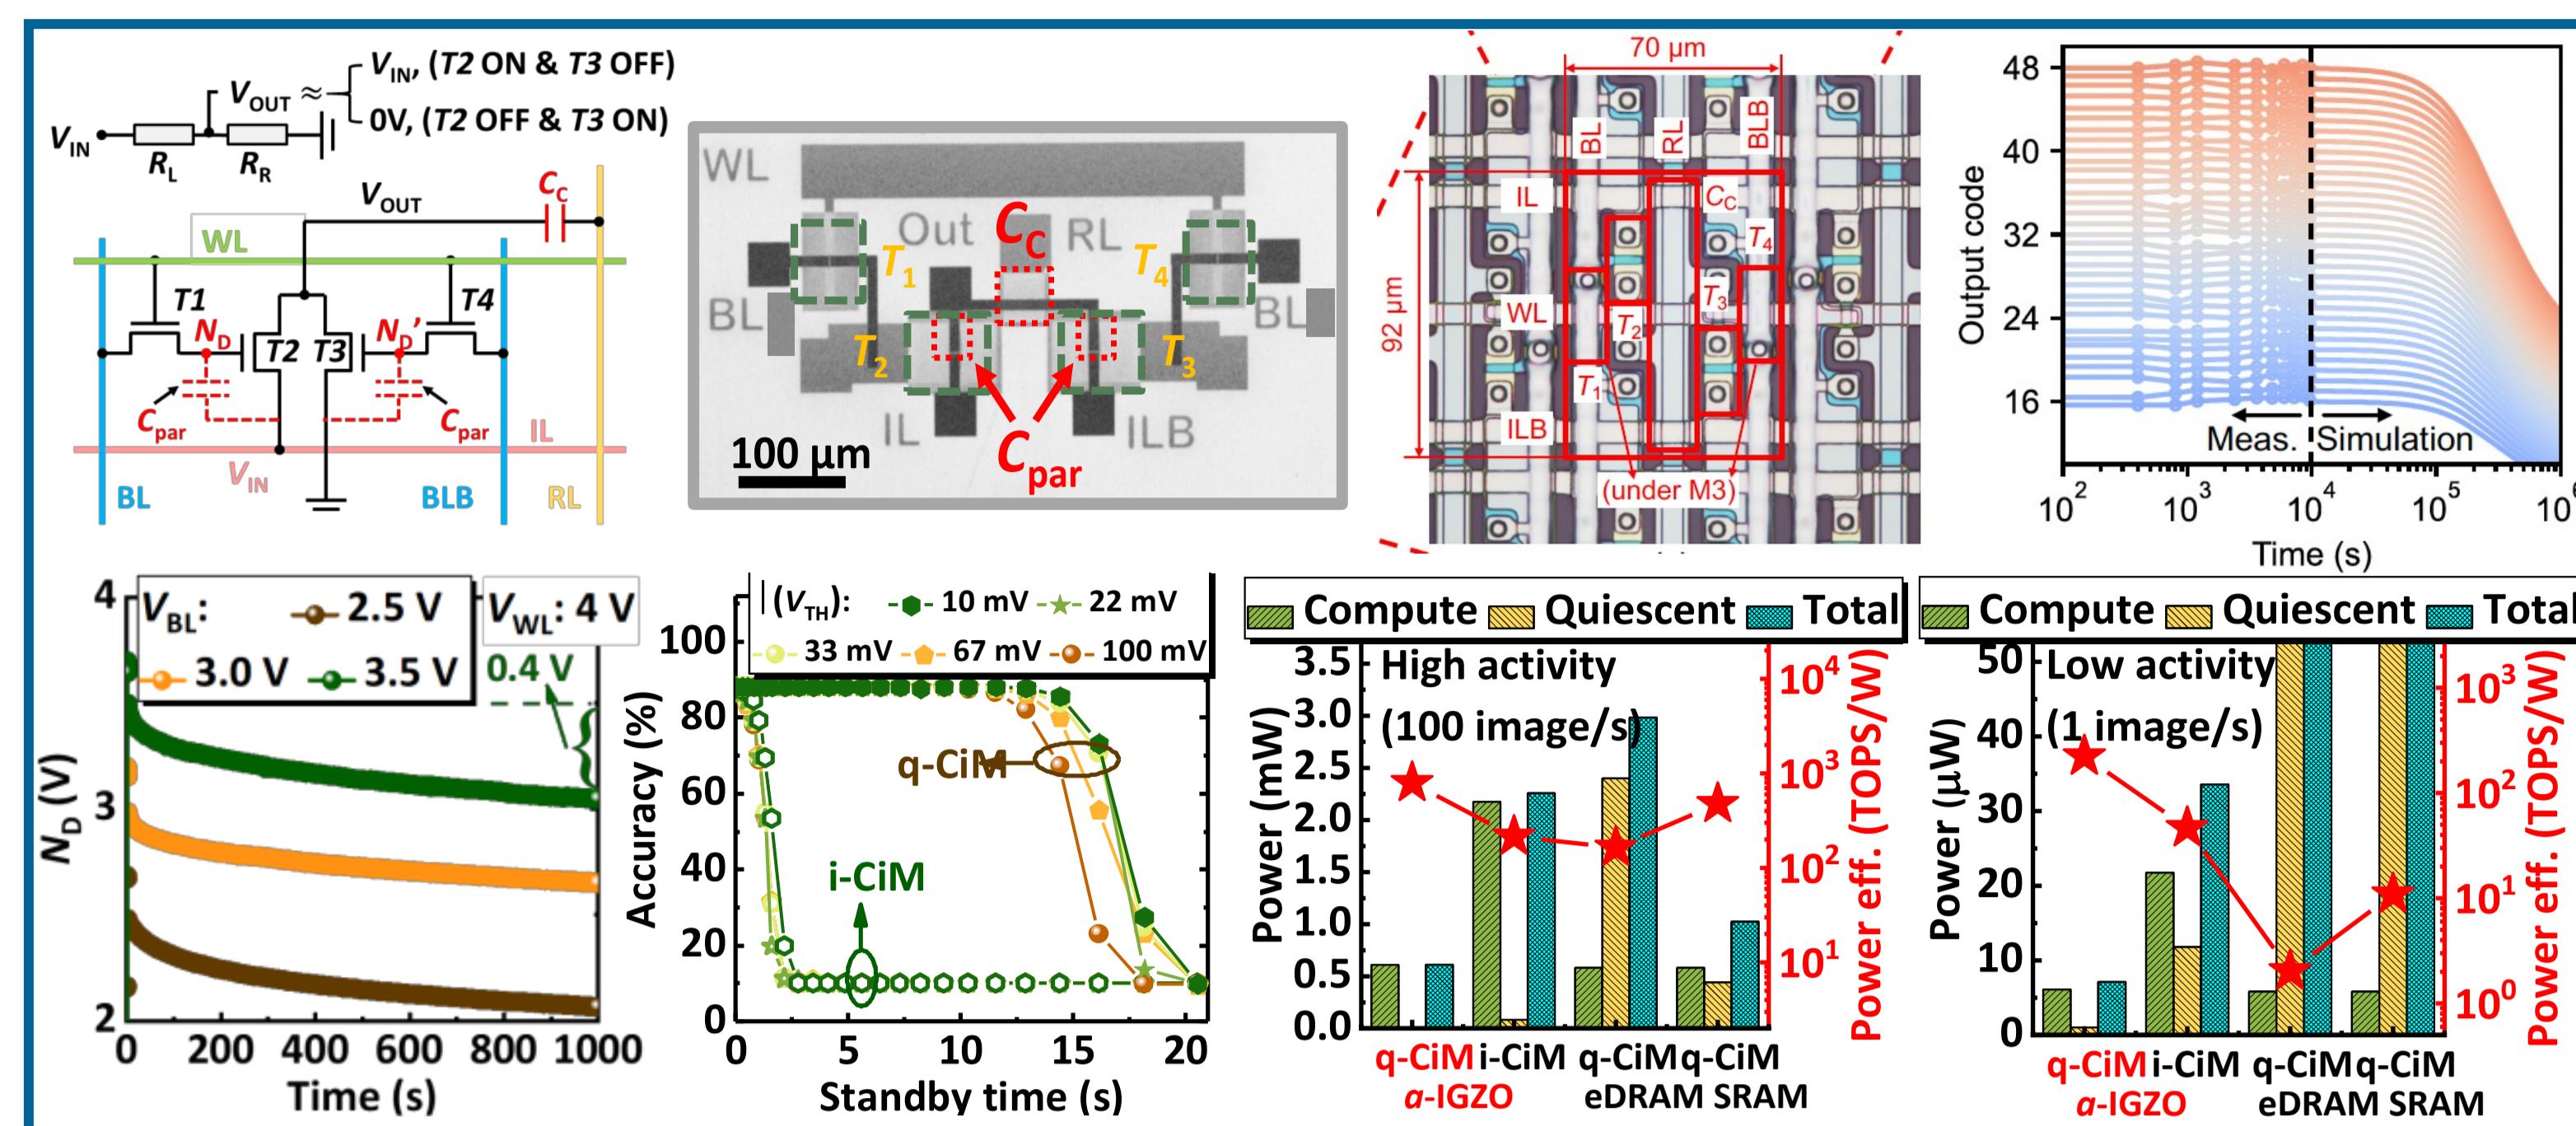 V_IN, (T2 ON & T3 OFF)
V_OUT ≈
0V, (T2 OFF & T3 ON)
V_IN
R_L
R_R
V_OUT
C_C
WL
T1
T4
N_D
T2
T3
N_D'
C_par
C_par
IL
V_IN
BL
BLB
RL
WL
Out
C_C
RL
T_1
T_4
BL
BL
T_2
T_3
IL
ILB
C_par
100 μm
70 μm
92 μm
BL
RL
BLB
IL
C_C
T_4
WL
T_3
T_2
T_1
ILB
(under M3)
Output code
48
40
32
24
16
Meas.
Simulation
10^2
10^3
10^4
10^5
Time (s)
V_BL:
2.5 V
3.0 V
3.5 V
V_WL: 4 V
0.4 V
N_D (V)
4
3
2
0 200 400 600 800 1000
Time (s)
(V_TH):
10 mV
22 mV
33 mV
67 mV
100 mV
Accuracy (%)
100
80
60
40
20
0
q-CiM
i-CiM
0 5 10 15 20
Standby time (s)
Compute Quiescent Total
High activity
(100 image/s)
Power (mW)
3.5
3.0
2.5
2.0
1.5
1.0
0.5
0.0
Power eff. (TOPS/W)
10^4
10^3
10^2
10^1
q-CiM i-CiM q-CiM q-CiM
a-IGZO eDRAM SRAM
Compute Quiescent Total
Low activity
(1 image/s)
Power (μW)
50
40
30
20
10
0
Power eff. (TOPS/W)
10^3
10^2
10^1
10^0
q-CiM i-CiM q-CiM q-CiM
a-IGZO eDRAM SRAM